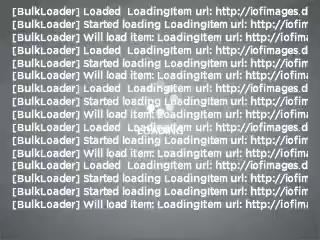 [BulkLoader] Loaded  LoadingItem url: http://iofimages.d
[BulkLoader] Started loading LoadingItem url: http://iofim
[BulkLoader] Will load item: LoadingItem url: http://iofima
[BulkLoader] Loaded  LoadingItem url: http://iofimages.d
[BulkLoader] Started loading LoadingItem url: http://iofim
[BulkLoader] Will load item: LoadingItem url: http://iofima
[BulkLoader] Loaded  LoadingItem url: http://iofimages.d
[BulkLoader] Started loading LoadingItem url: http://iofim
[BulkLoader] Will load item: LoadingItem url: http://iofima
[BulkLoader] Loaded  LoadingItem url: http://iofimages.d
LOADING
[BulkLoader] Started loading LoadingItem url: http://iofim
[BulkLoader] Will load item: LoadingItem url: http://iofima
[BulkLoader] Loaded  LoadingItem url: http://iofimages.d
[BulkLoader] Started loading LoadingItem url: http://iofim
[BulkLoader] Started loading LoadingItem url: http://iofim
[BulkLoader] Will load item: LoadingItem url: http://iofima